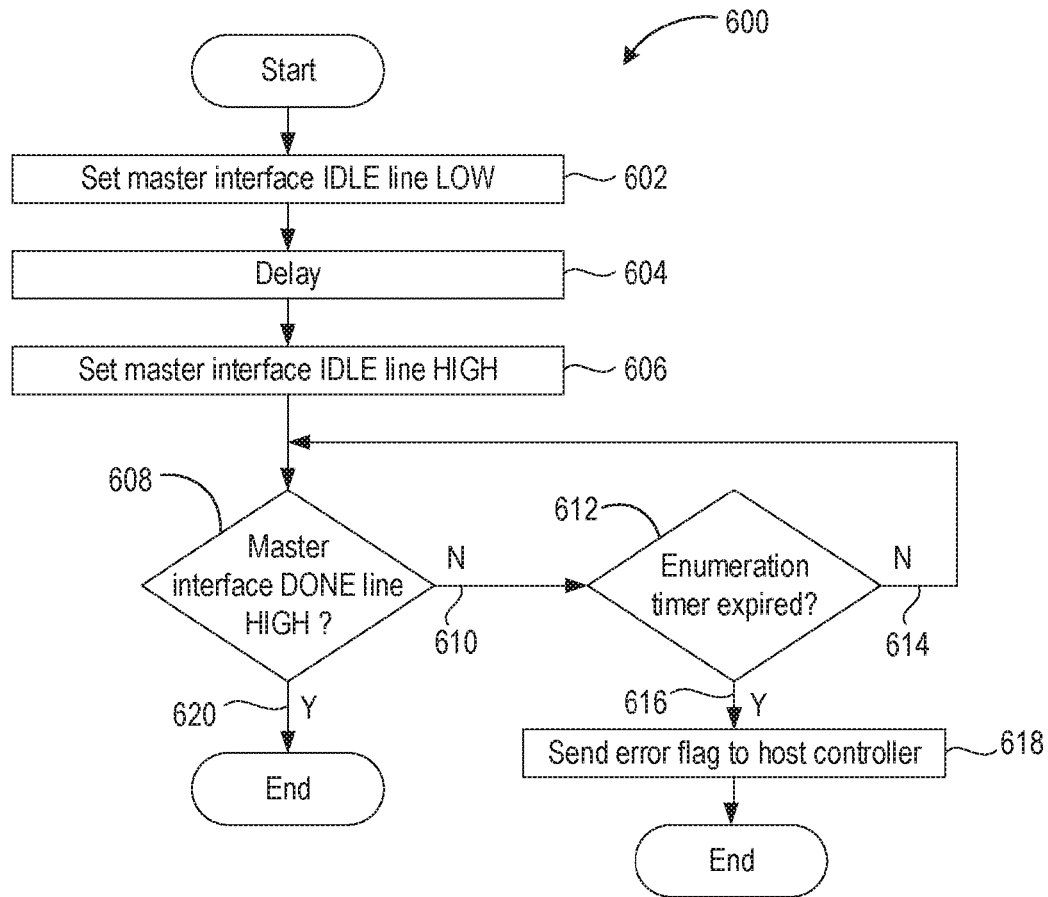 600
Start
Set master interface IDLE line LOW
602
Delay
604
Set master interface IDLE line HIGH
606
608
Master
interface DONE line
HIGH ?
N
610
612
Enumeration
timer expired?
N
614
620
Y
End
616
Y
Send error flag to host controller
618
End